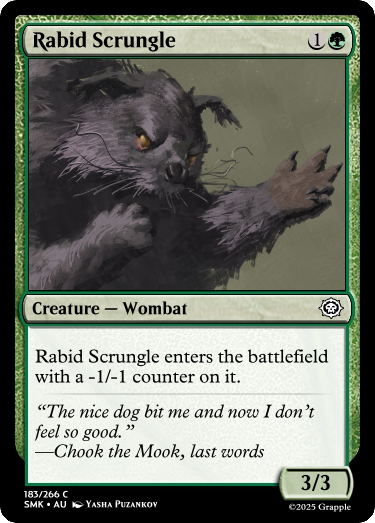 Rabid Scrungle 1
Creature — Wombat
Rabid Scrungle enters the battlefield
with a -1/-1 counter on it.
“The nice dog bit me and now I don’t
feel so good.”
—Chook the Mook, last words
3/3
183/266 C
SMK • AU Yasha Puzankov
©2025 Grapple